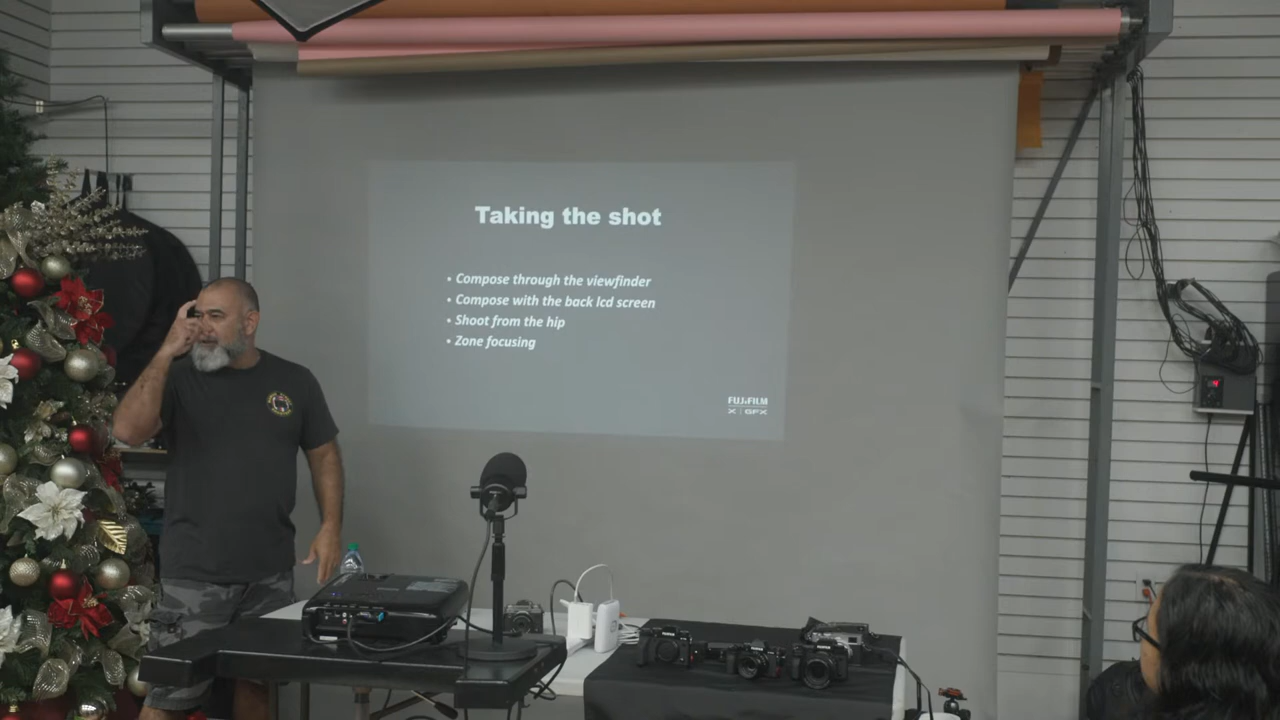 Taking the shot
• Compose through the viewfinder
• Compose with the back lcd screen
• Shoot from the hip
• Zone focusing
FUJIFILM
X | GFX